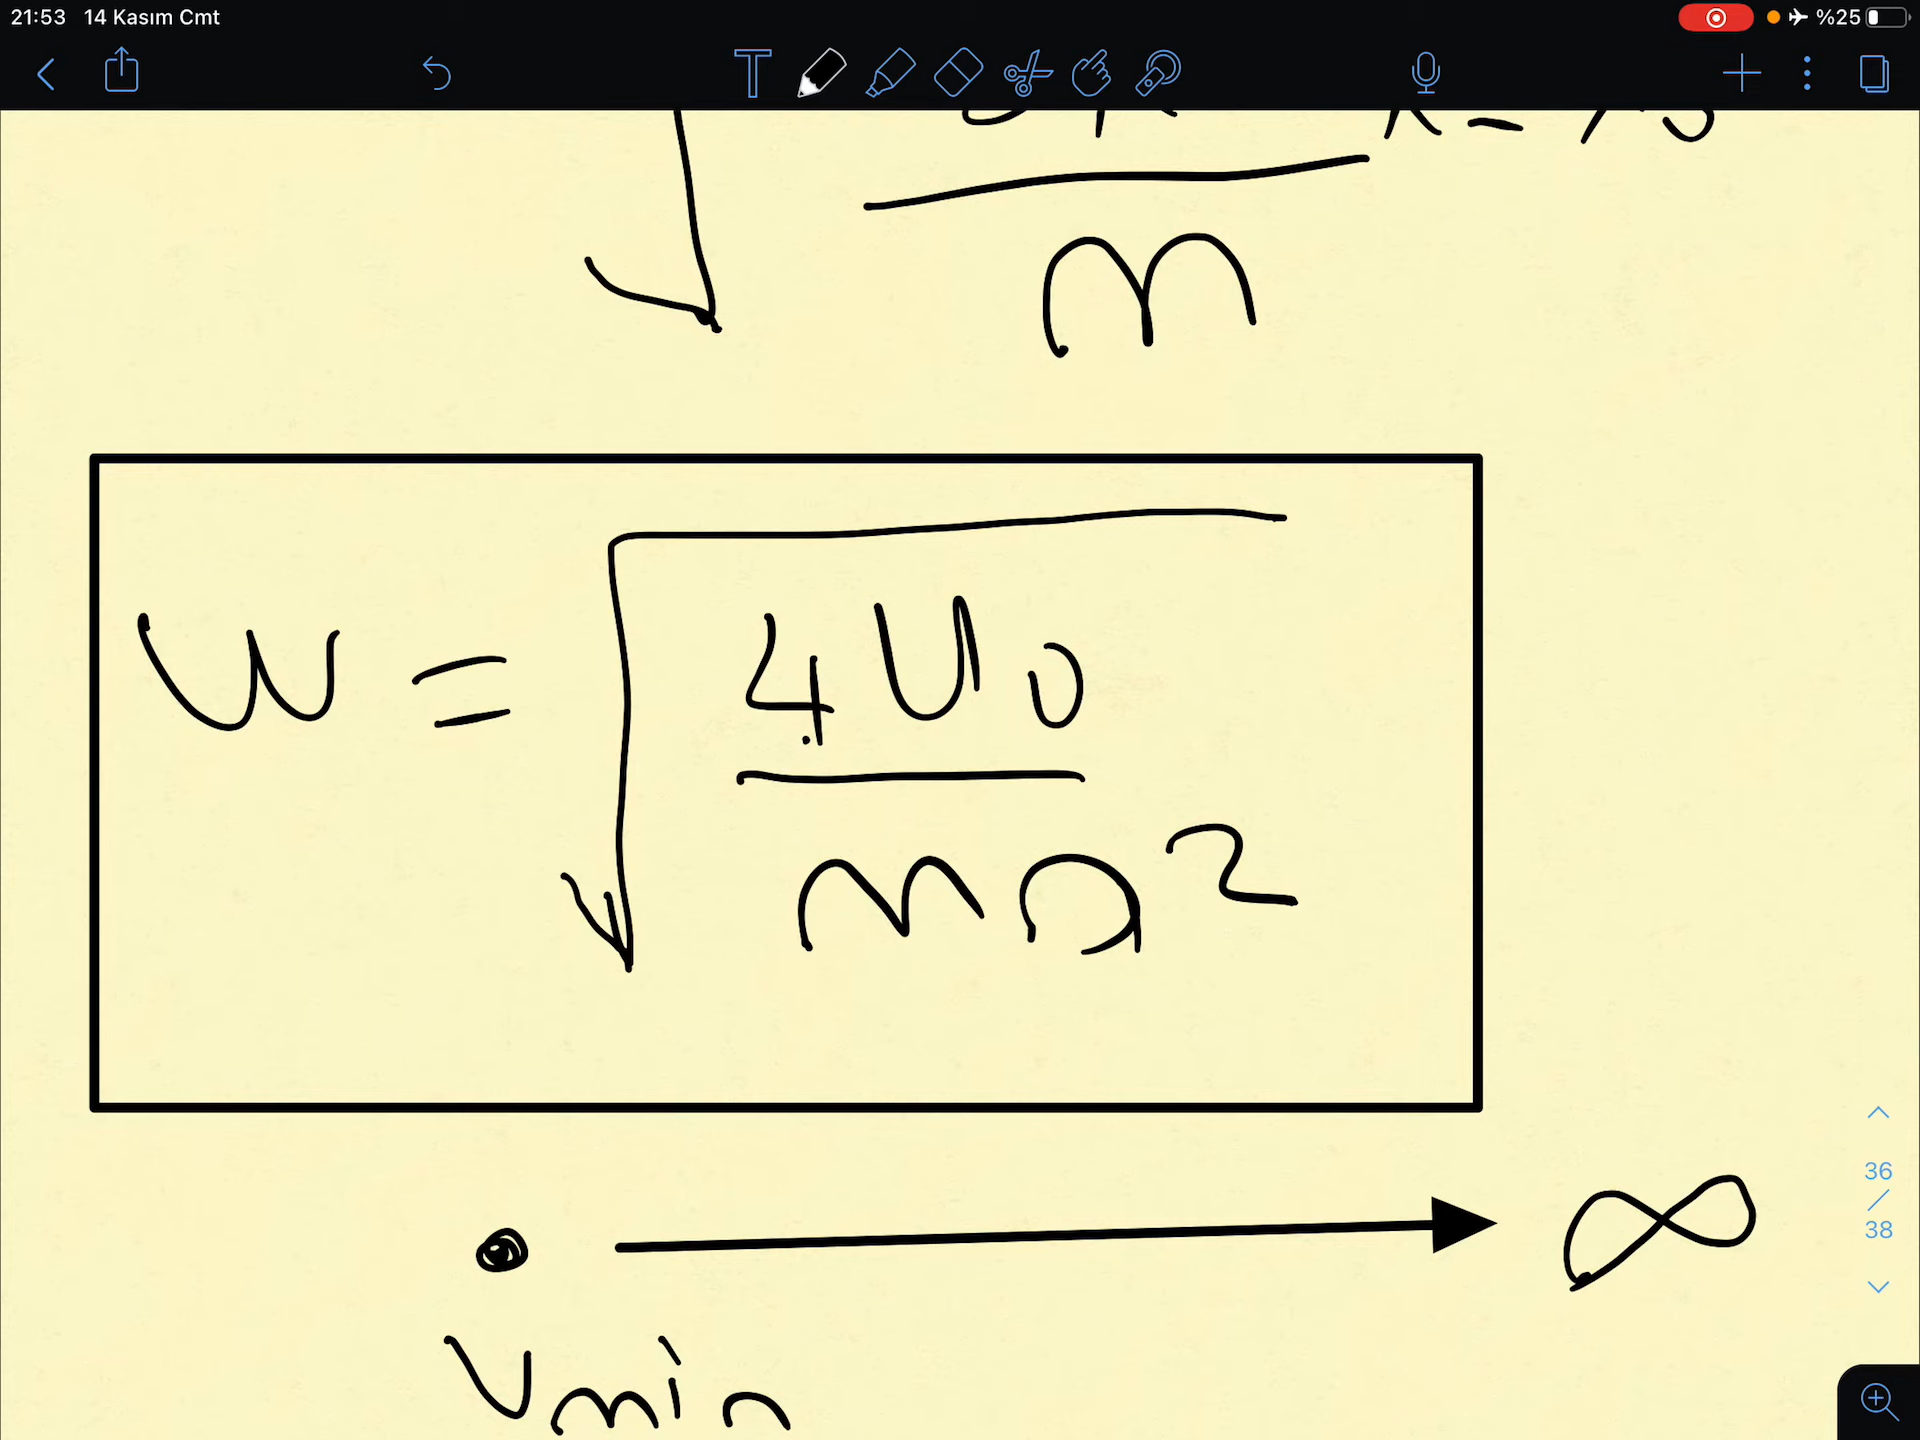 21:53 14 Kasım Cmt %25
T
m
w = √ 4U0
ma²
∞
36
/
38
Vmin